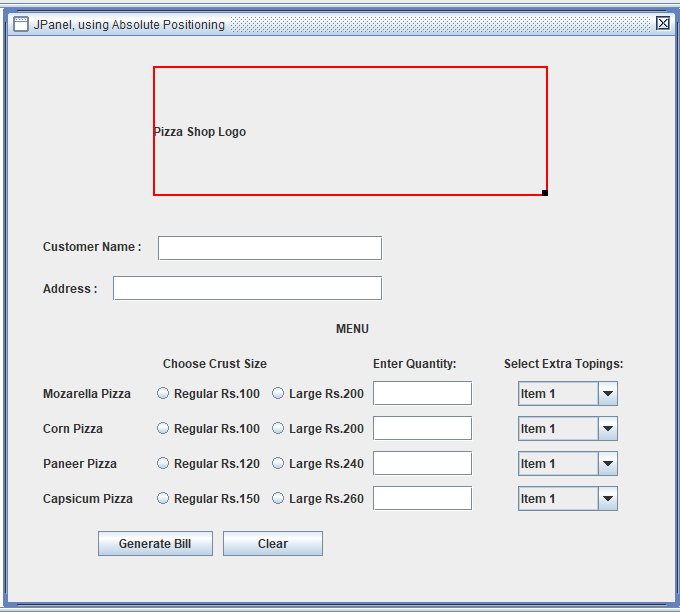 JPanel, using Absolute Positioning
Pizza Shop Logo
Customer Name :
Address :
MENU
Choose Crust Size Enter Quantity: Select Extra Topings:
Mozarella Pizza Regular Rs.100 Large Rs.200 Item 1
Corn Pizza Regular Rs.100 Large Rs.200 Item 1
Paneer Pizza Regular Rs.120 Large Rs.240 Item 1
Capsicum Pizza Regular Rs.150 Large Rs.260 Item 1
Generate Bill Clear